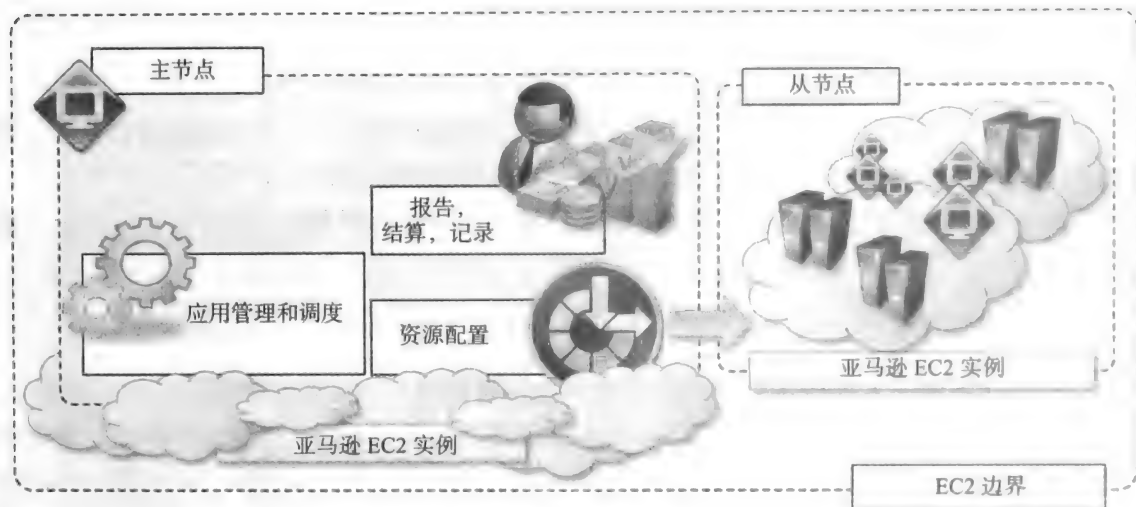 主节点
从节点
报告，
结算，记录
应用管理和调度
资源配置
亚马逊 EC2 实例
亚马逊 EC2 实例
EC2 边界